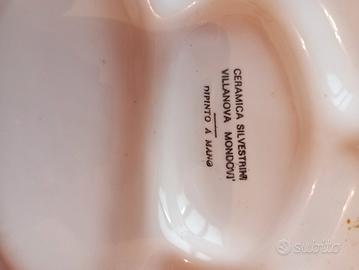 CERAMICA SILVESTRINI
VILLANOVA MONDOVI'
DIPINTO A MANO
subito